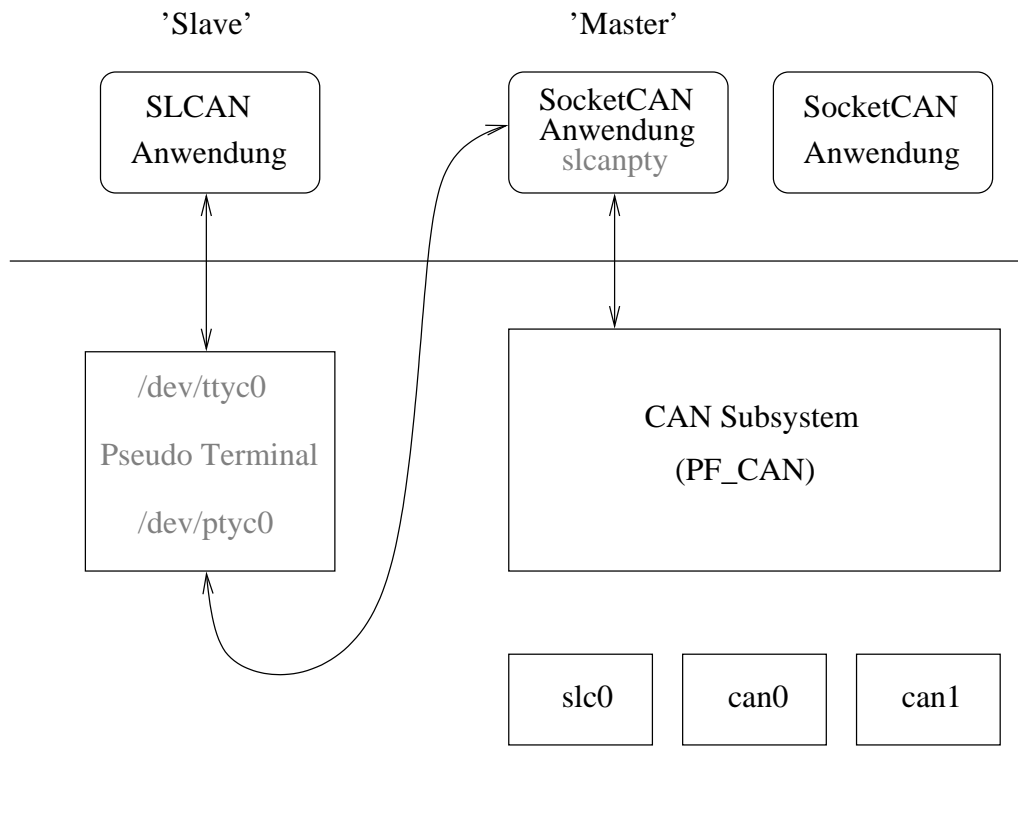 ’Slave’
’Master’
SLCAN
Anwendung
SocketCAN
Anwendung
slcanpty
SocketCAN
Anwendung
/dev/ttyc0
Pseudo Terminal
/dev/ptyc0
CAN Subsystem
(PF_CAN)
slc0
can0
can1